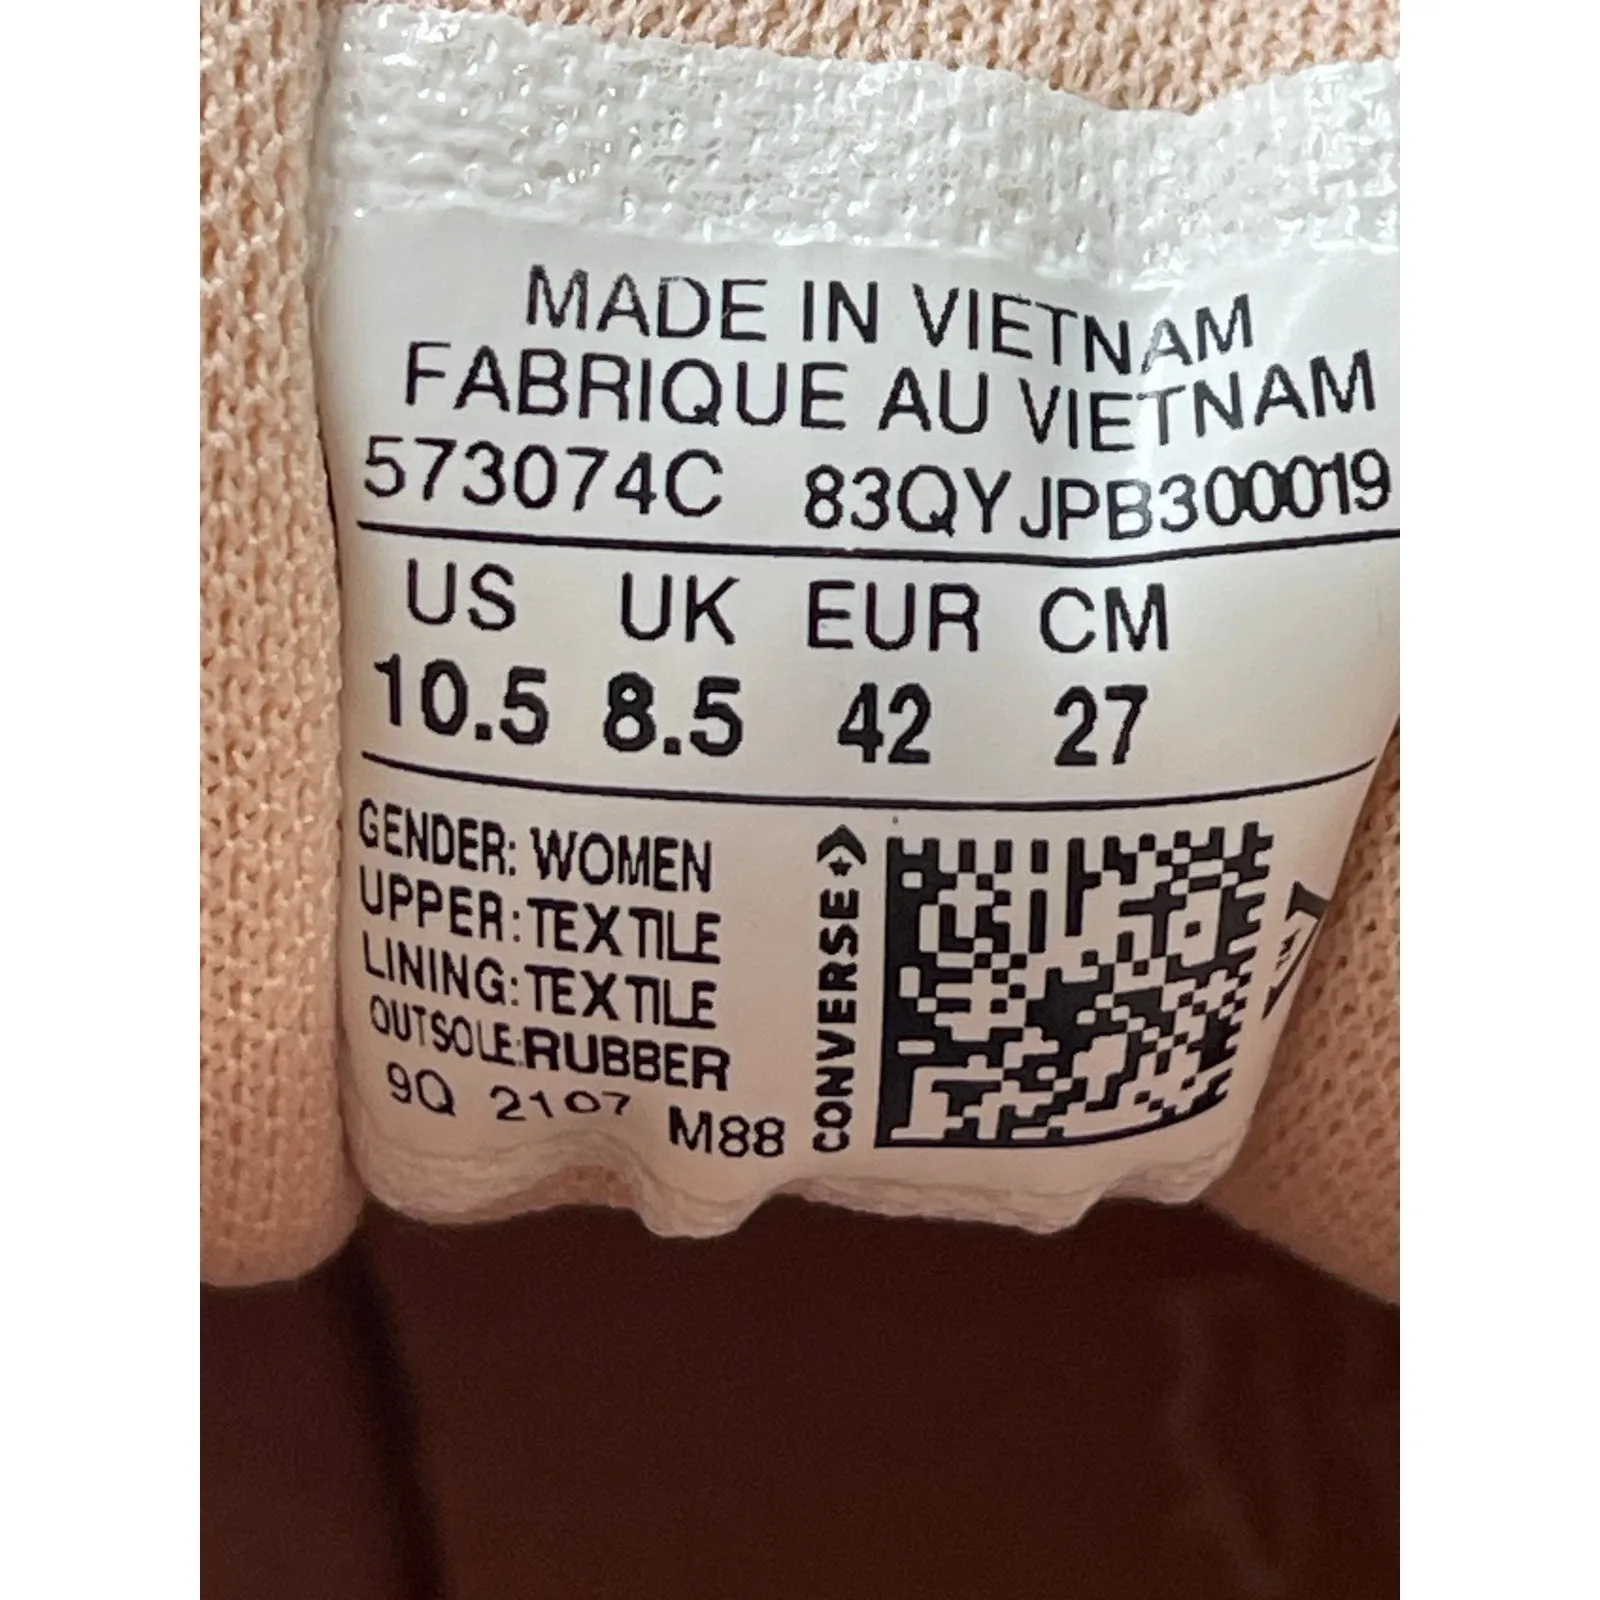 MADE IN VIETNAM
FABRIQUE AU VIETNAM
573074C 83QYJPB300019
US UK EUR CM
10.5 8.5 42 27
GENDER: WOMEN
UPPER: TEXTILE
LINING: TEXTILE
OUTSOLE: RUBBER
9Q 2107 M88
CONVERSE